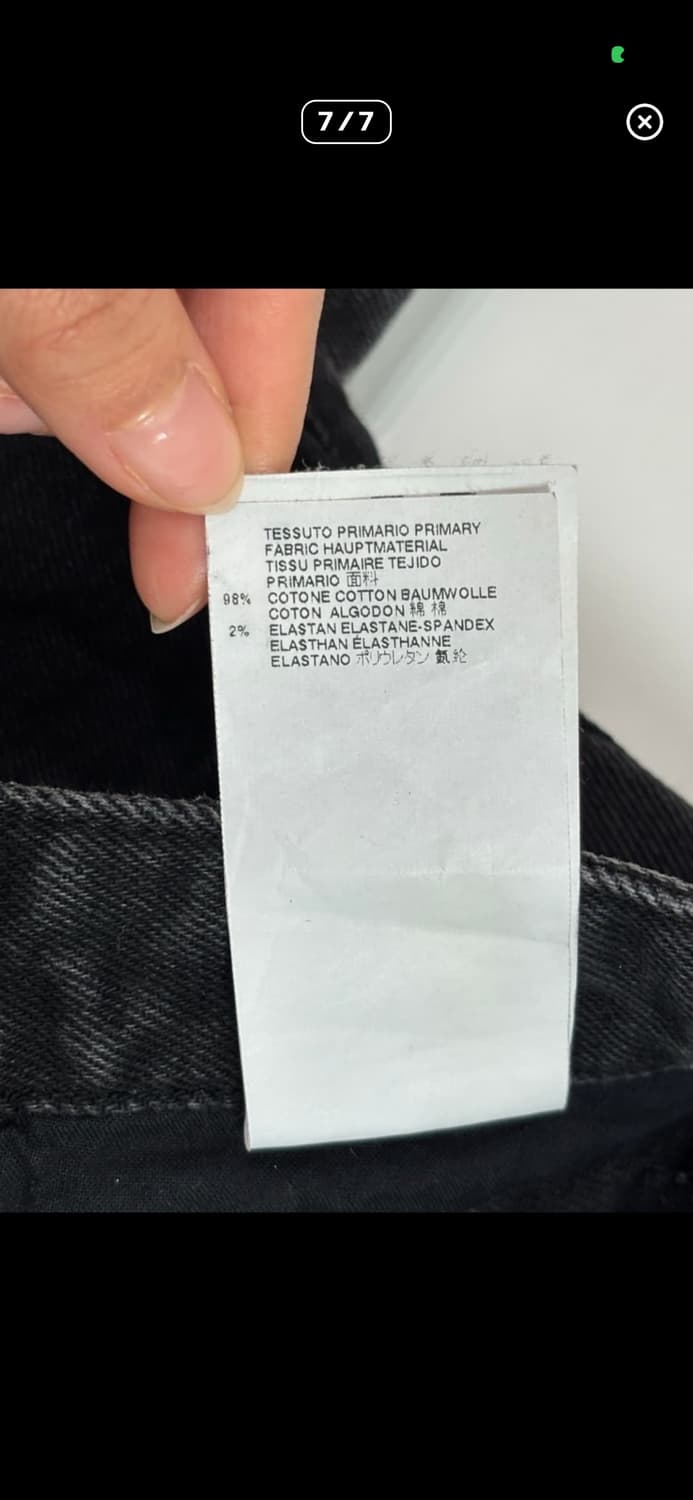 7/7
TESSUTO PRIMARIO PRIMARY
FABRIC HAUPTMATERIAL
TISSU PRIMAIRE TEJIDO
PRIMARIO 面料
98% COTONE COTTON BAUMWOLLE
COTON ALGODON 綿 棉
2% ELASTAN ELASTANE-SPANDEX
ELASTHAN ÉLASTHANNE
ELASTANO ポリウレタン 氨纶